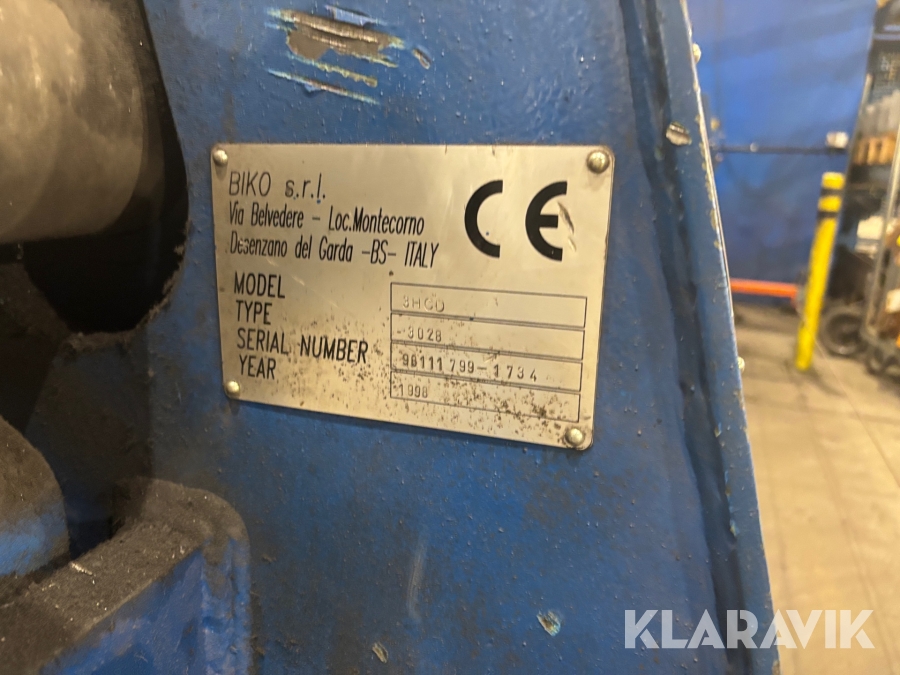 BIKO s.r.l.
Via Belvedere - Loc.Montecorno
Desenzano del Garda -BS- ITALY
CE
MODEL 3HCD
TYPE 3028
SERIAL NUMBER 98111799-1734
YEAR 1998
KLARAVIK